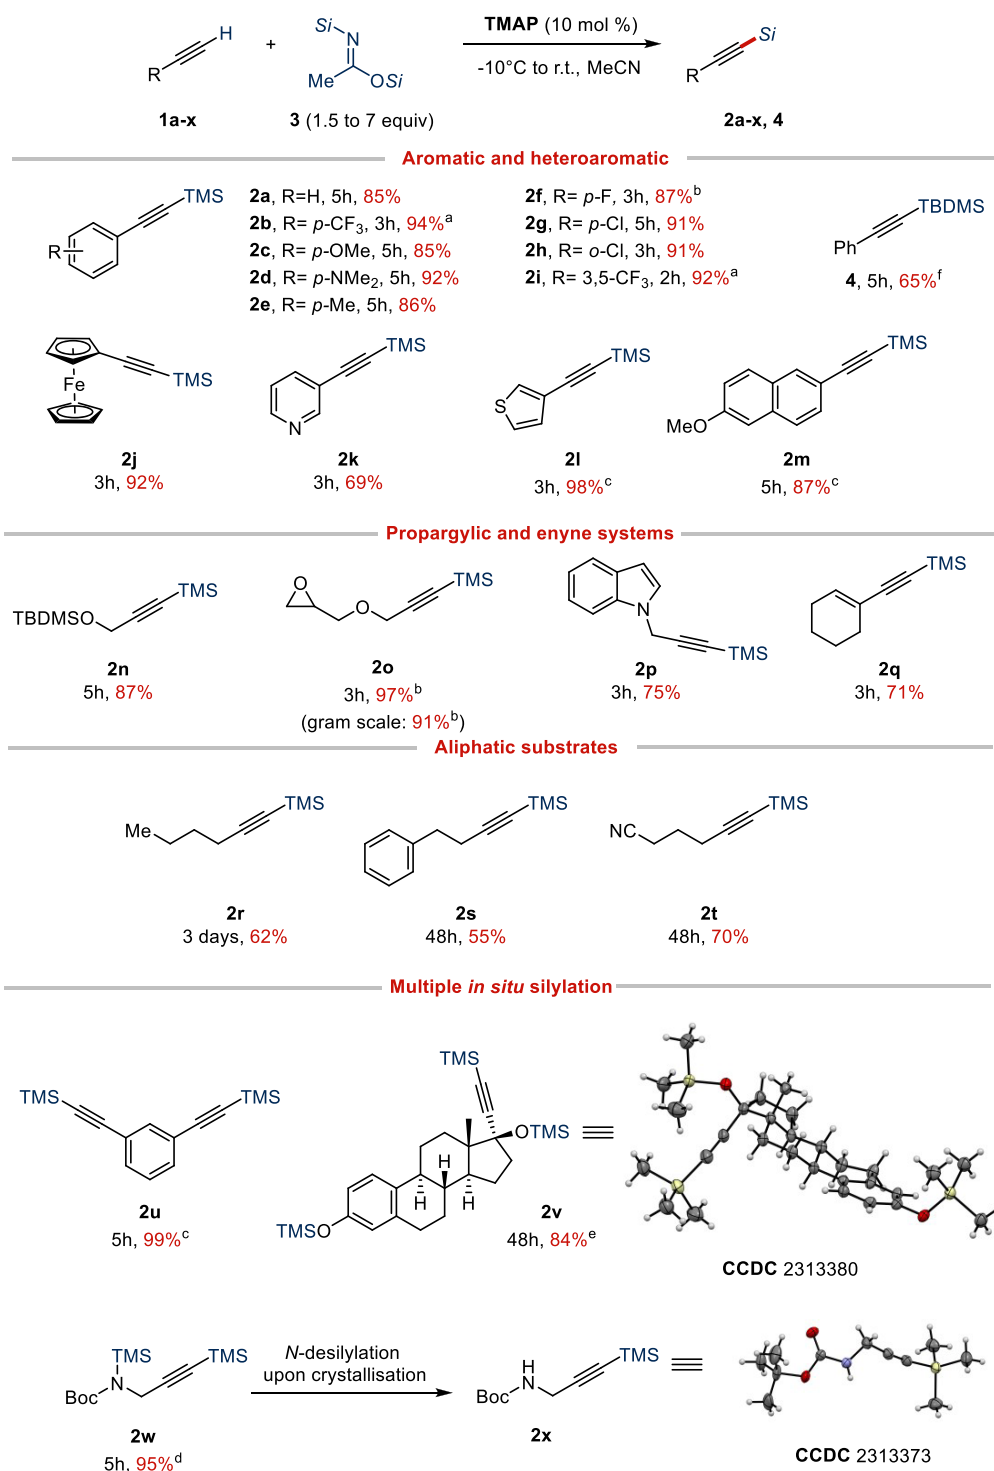 Si
H
N
TMAP (10 mol %)
Si
+
-10°C to r.t., MeCN
R
Me
OSi
R
1a-x
3 (1.5 to 7 equiv)
2a-x, 4
Aromatic and heteroaromatic
TMS
R
2a, R=H, 5h, 85%
2b, R= p-CF3, 3h, 94%a
2c, R= p-OMe, 5h, 85%
2d, R= p-NMe2, 5h, 92%
2e, R= p-Me, 5h, 86%
2f, R= p-F, 3h, 87%b
2g, R= p-Cl, 5h, 91%
2h, R= o-Cl, 3h, 91%
2i, R= 3,5-CF3, 2h, 92%a
TBDMS
Ph
4, 5h, 65%f
Fe
TMS
2j
3h, 92%
TMS
N
2k
3h, 69%
TMS
S
2l
3h, 98%c
TMS
MeO
2m
5h, 87%c
Propargylic and enyne systems
TMS
TBDMSO
2n
5h, 87%
TMS
O
O
2o
3h, 97%b
(gram scale: 91%b)
N
TMS
2p
3h, 75%
TMS
2q
3h, 71%
Aliphatic substrates
TMS
Me
2r
3 days, 62%
TMS
2s
48h, 55%
TMS
NC
2t
48h, 70%
Multiple in situ silylation
TMS
TMS
2u
5h, 99%c
TMS
OTMS
H
H
H
TMSO
2v
48h, 84%e
CCDC 2313380
TMS
TMS
N
Boc
2w
5h, 95%d
N-desilylation
upon crystallisation
TMS
H
N
Boc
2x
CCDC 2313373